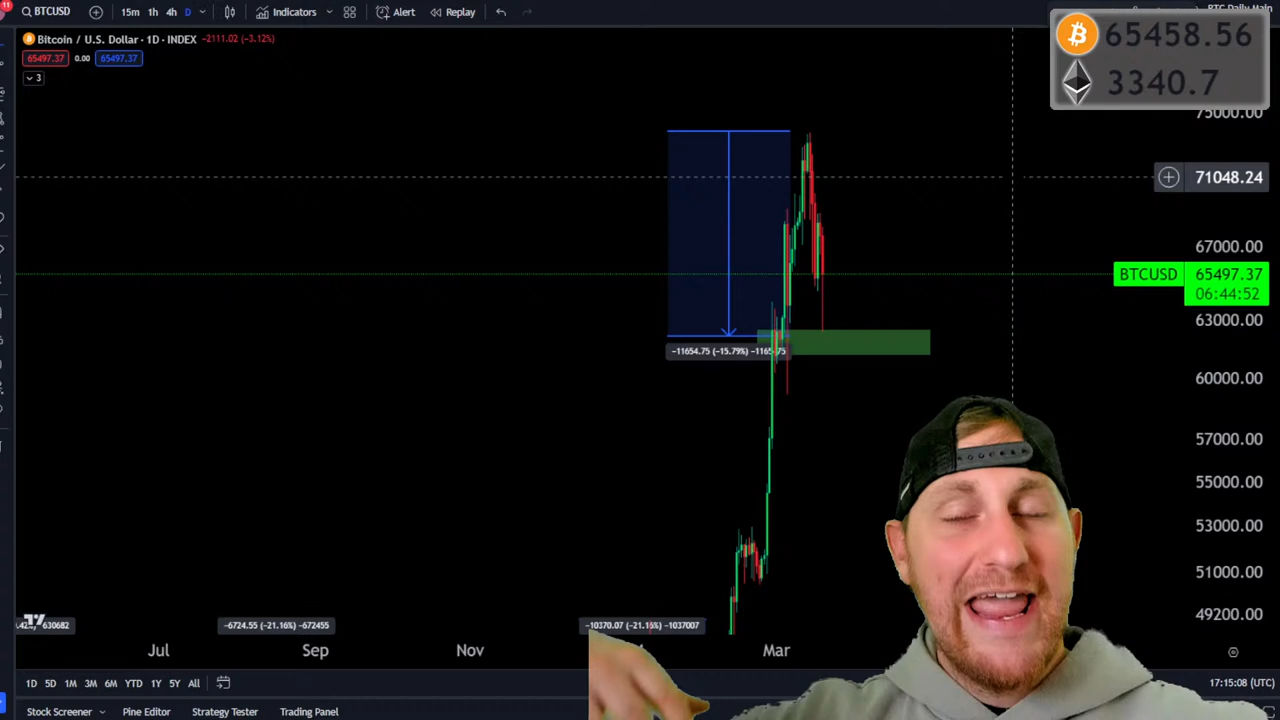 11
BTCUSD
15m 1h 4h D
Indicators
Alert
Replay
BTC Daily Main
Bitcoin / U.S. Dollar · 1D · INDEX −2111.02 (−3.12%)
65497.37 0.00 65497.37
3
65458.56
3340.7
75000.00
71048.24
67000.00
BTCUSD 65497.37
06:44:52
63000.00
−11654.75 (−15.79%) −1165 75
60000.00
57000.00
55000.00
53000.00
51000.00
49200.00
.42%) −630682
−6724.55 (−21.16%) −672455
−10370.07 (−21.16%) −1037007
Jul Sep Nov Mar
1D 5D 1M 3M 6M YTD 1Y 5Y All
17:15:08 (UTC)
Stock Screener
Pine Editor
Strategy Tester
Trading Panel